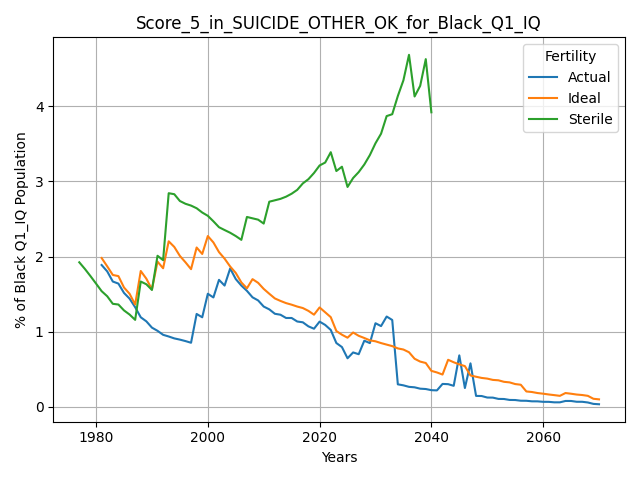 Score_5_in_SUICIDE_OTHER_OK_for_Black_Q1_IQ
Fertility
Actual
Ideal
Sterile
% of Black Q1_IQ Population
4
3
2
1
0
1980
2000
2020
2040
2060
Years